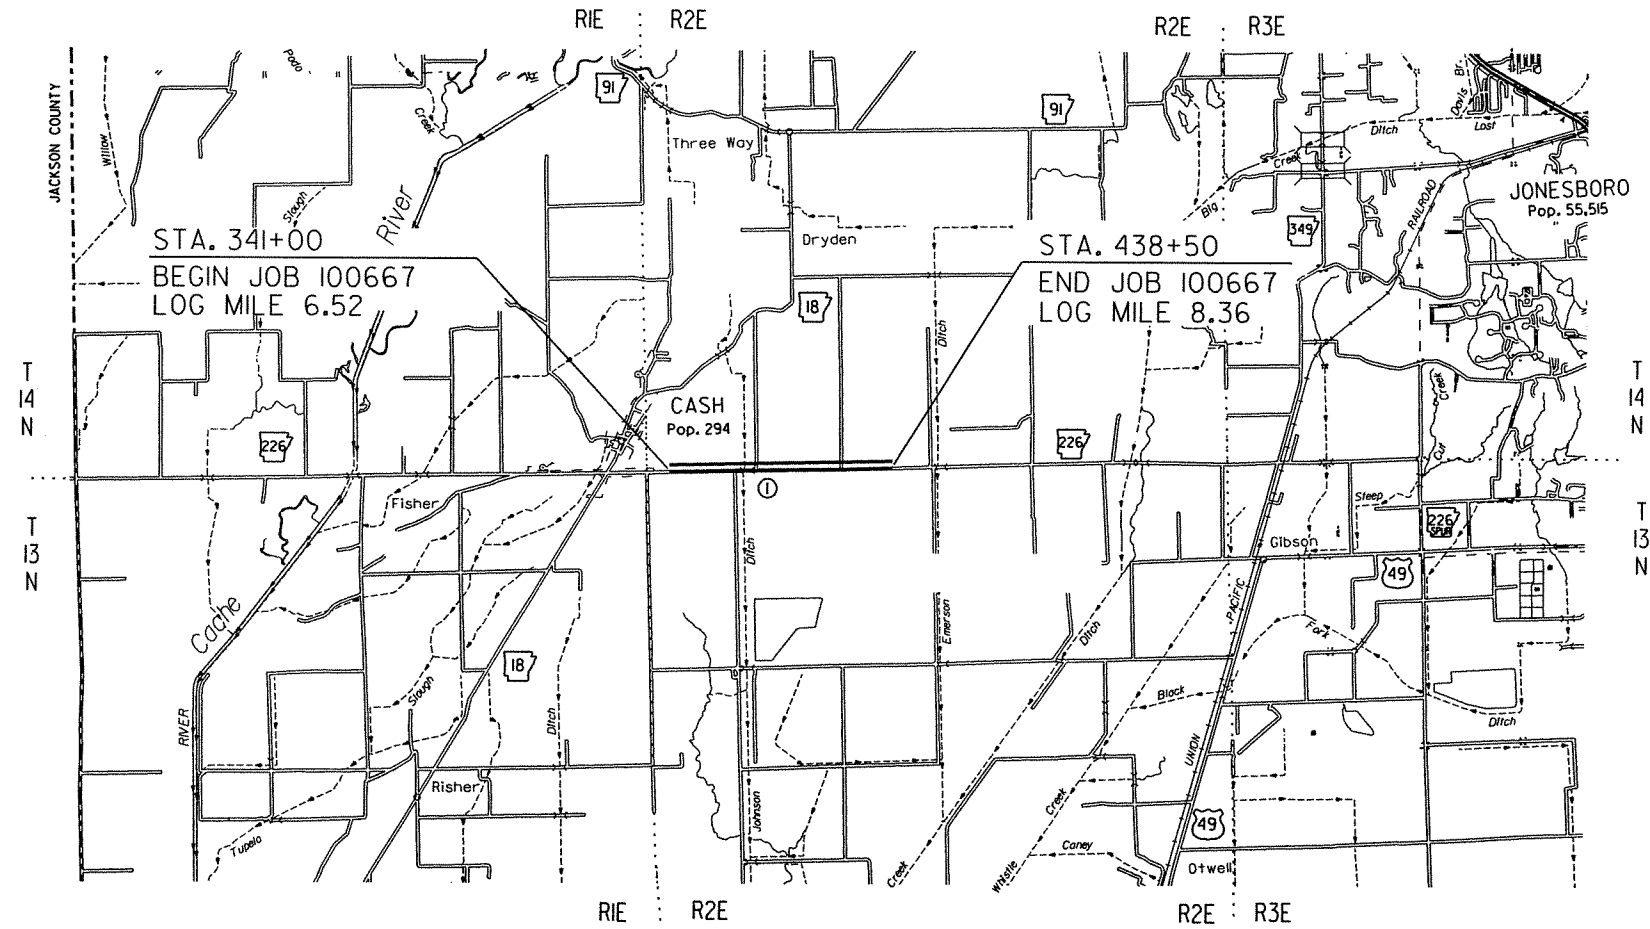 R1E R2E
R2E R3E
JACKSON COUNTY
Willow
Podo
Creek
91
91
Three Way
Davis Br.
Ditch
Lost
Creek
Big
RAILROAD
JONESBORO
Pop. 55,515
Slough
River
349
Dryden
STA. 341+00
BEGIN JOB 100667
LOG MILE 6.52
STA. 438+50
END JOB 100667
LOG MILE 8.36
18
Ditch
T
14
N
T
14
N
CASH
Pop. 294
Creek
Cut
226
226
1
Fisher
Steep
226
SPUR
T
13
N
T
13
N
Ditch
Gibson
49
Cache
PACIFIC
Emerson
Ditch
Fork
18
Slough
Black
Ditch
RIVER
Ditch
UNION
Risher
Johnson
Creek
49
Tupelo
Caney
Creek
Whistle
Otwell
R1E R2E
R2E R3E